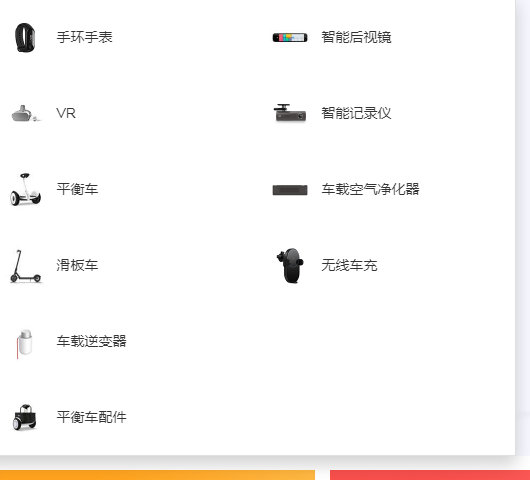 手环手表
VR
平衡车
滑板车
车载逆变器
平衡车配件
智能后视镜
智能记录仪
车载空气净化器
无线车充